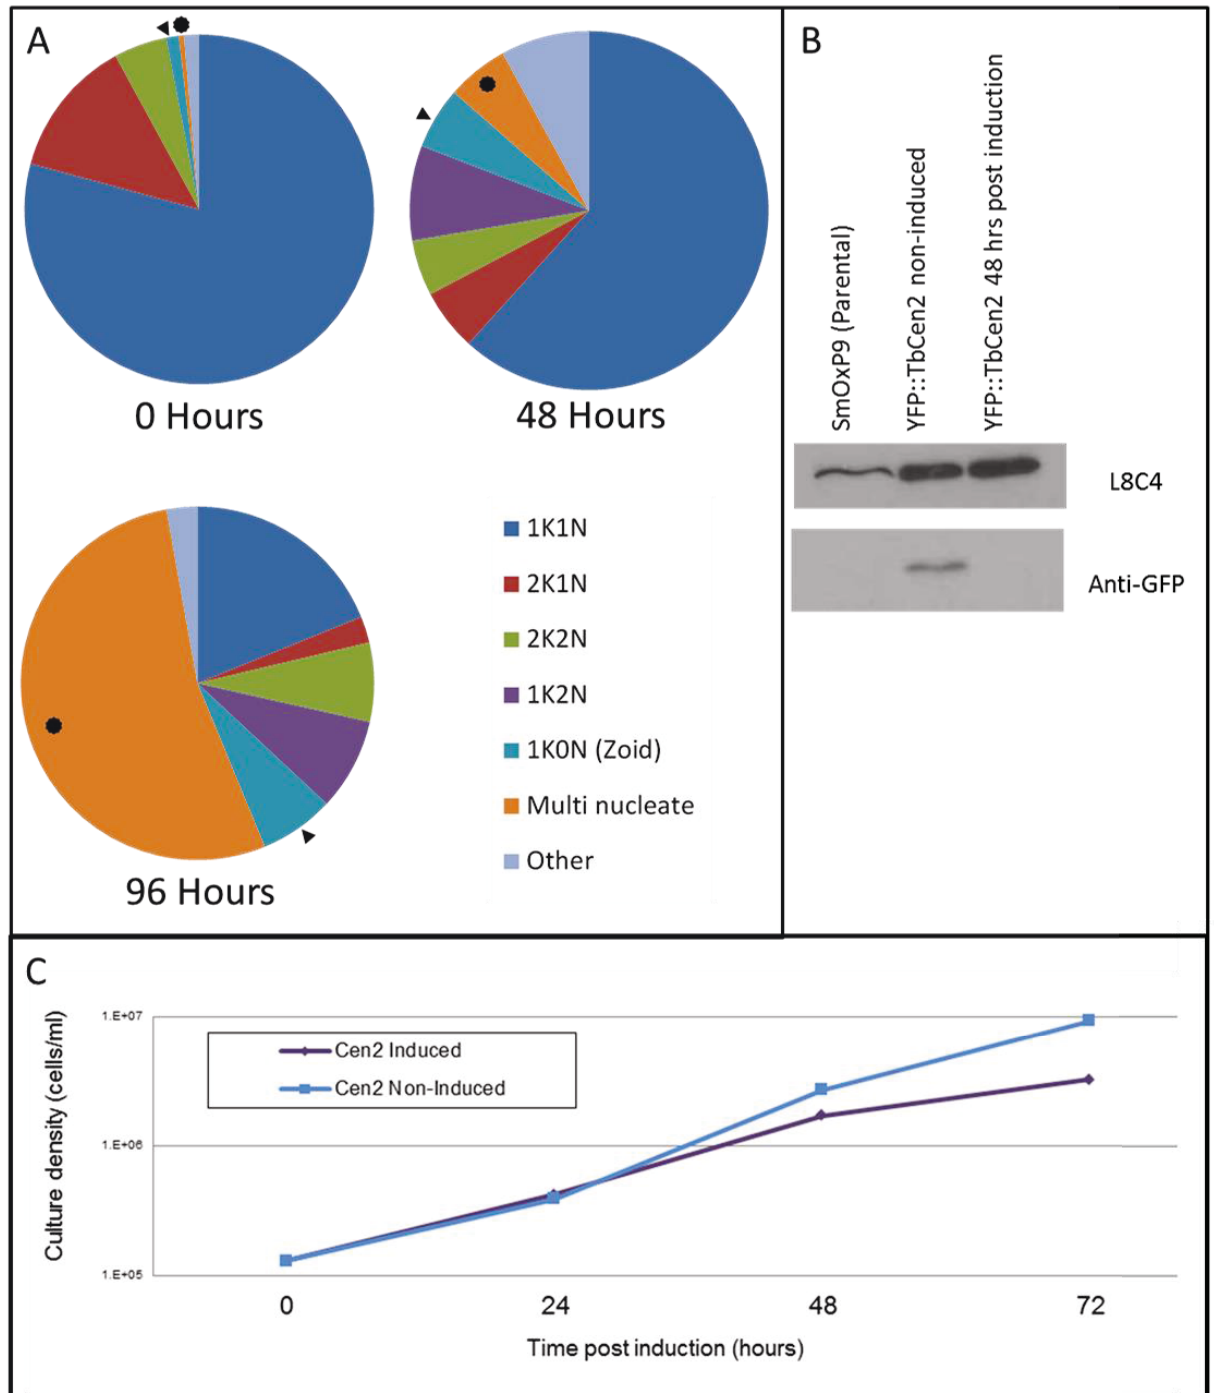 A
0 Hours
48 Hours
96 Hours
1K1N
2K1N
2K2N
1K2N
1K0N (Zoid)
Multi nucleate
Other
B
SmOxP9 (Parental)
YFP::TbCen2 non-induced
YFP::TbCen2 48 hrs post induction
L8C4
Anti-GFP
C
Culture density (cells/ml)
1.E+07
1.E+06
1.E+05
Cen2 Induced
Cen2 Non-Induced
0 24 48 72
Time post induction (hours)